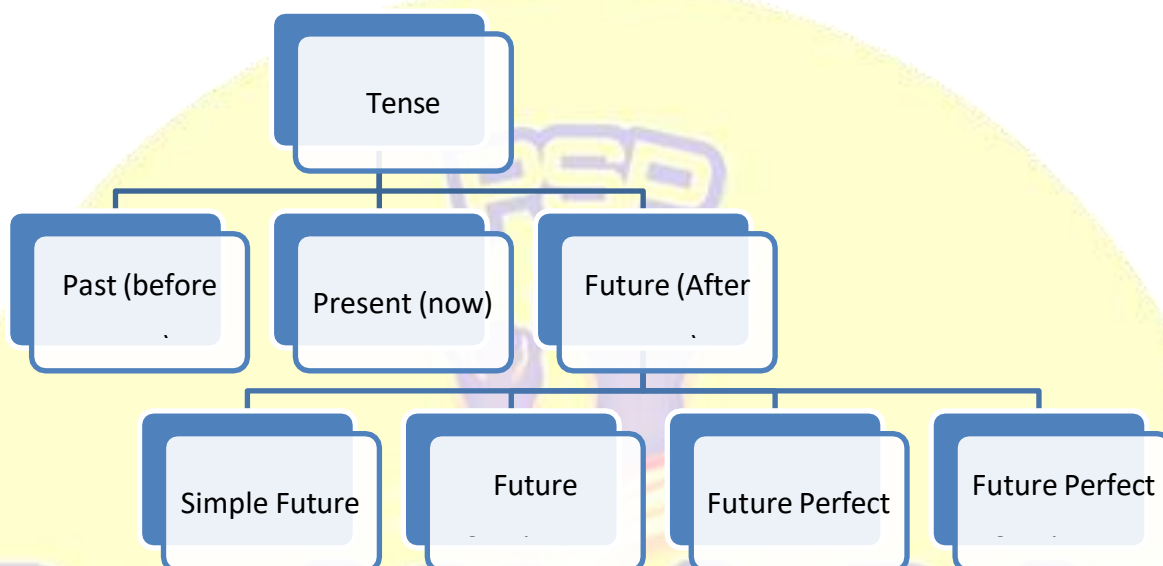 Tense
Past (before
Present (now)
Future (After
Simple Future
Future
Future Perfect
Future Perfect